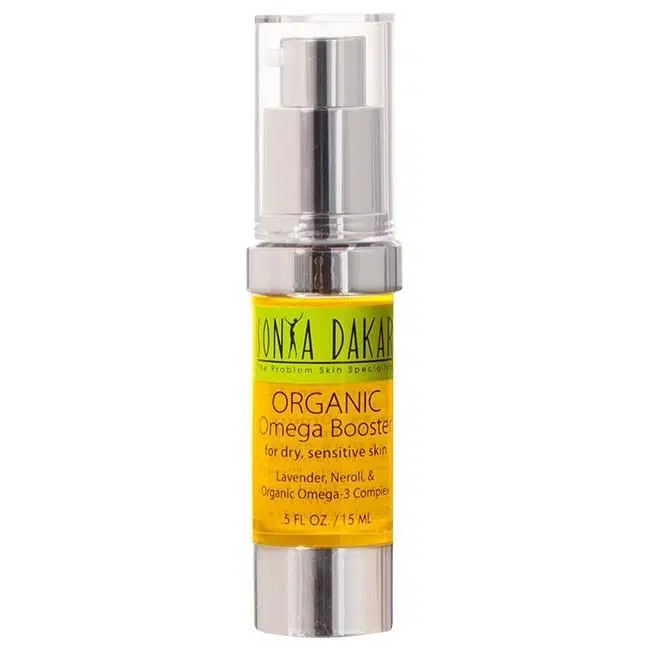 SONYA DAKAR
The Problem Skin Specialist
ORGANIC
Omega Booster
for dry, sensitive skin
Lavender, Neroli, &
Organic Omega-3 Complex
.5 FL OZ. / 15 ML